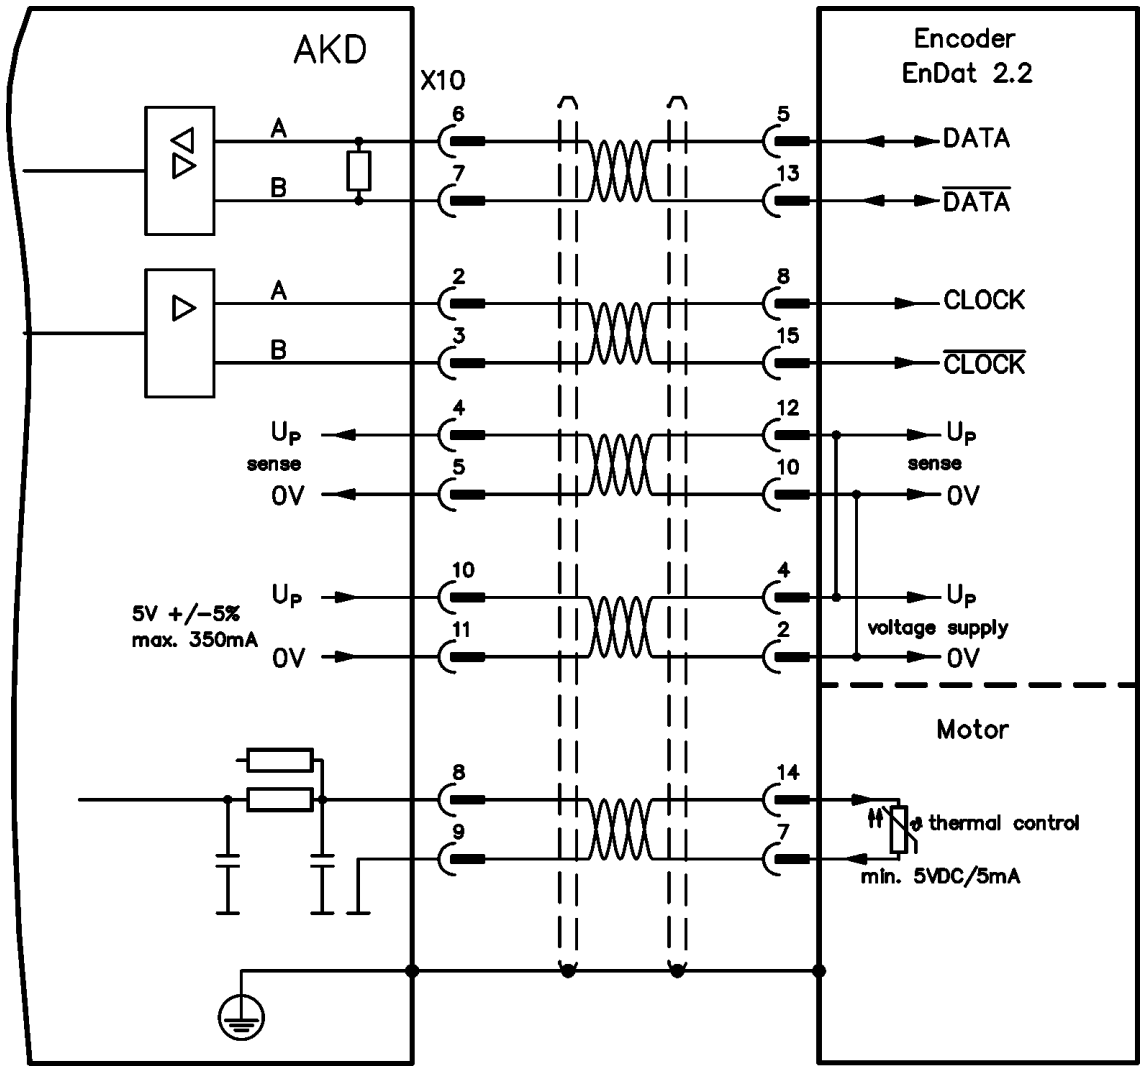 AKD
X10
Encoder
EnDat 2.2
A
6
5
DATA
B
7
13
DATA
A
2
8
CLOCK
B
3
15
CLOCK
UP
4
12
UP
sense
sense
0V
5
10
0V
UP
10
4
UP
5V +/-5%
max. 350mA
voltage supply
0V
11
2
0V
Motor
8
14
ϑ thermal control
9
7
min. 5VDC/5mA